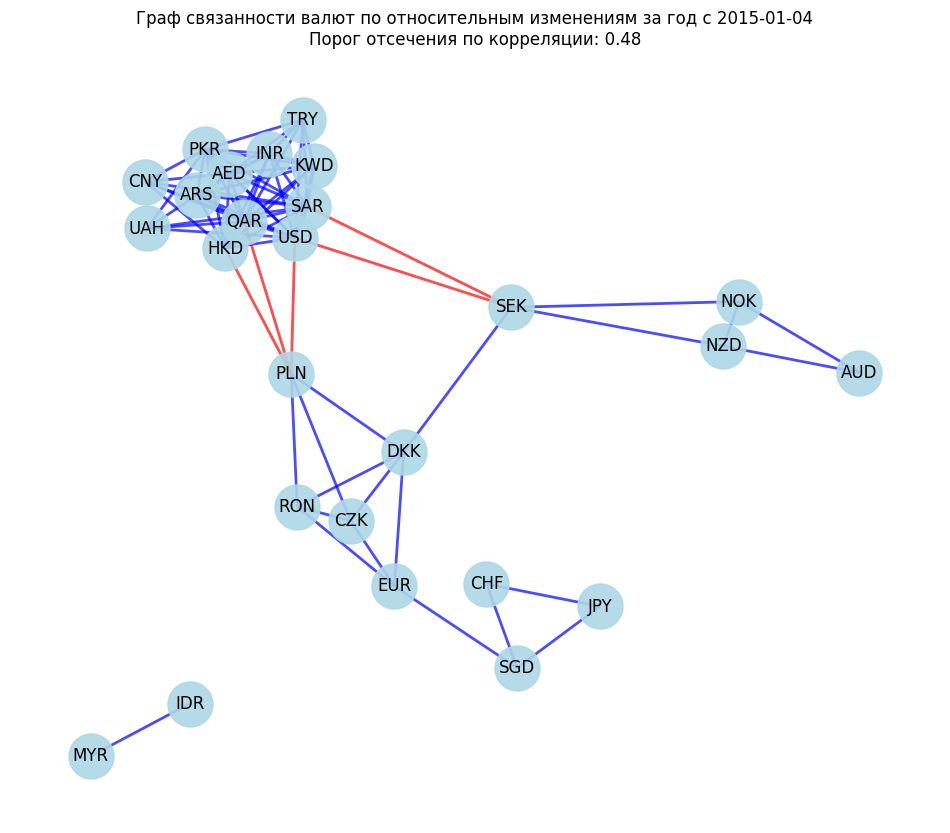 Граф связанности валют по относительным изменениям за год с 2015-01-04
Порог отсечения по корреляции: 0.48
TRY
PKR
INR
KWD
AED
CNY
ARS
SAR
QAR
UAH
USD
HKD
SEK
NOK
NZD
AUD
PLN
DKK
RON
CZK
EUR
CHF
JPY
SGD
IDR
MYR